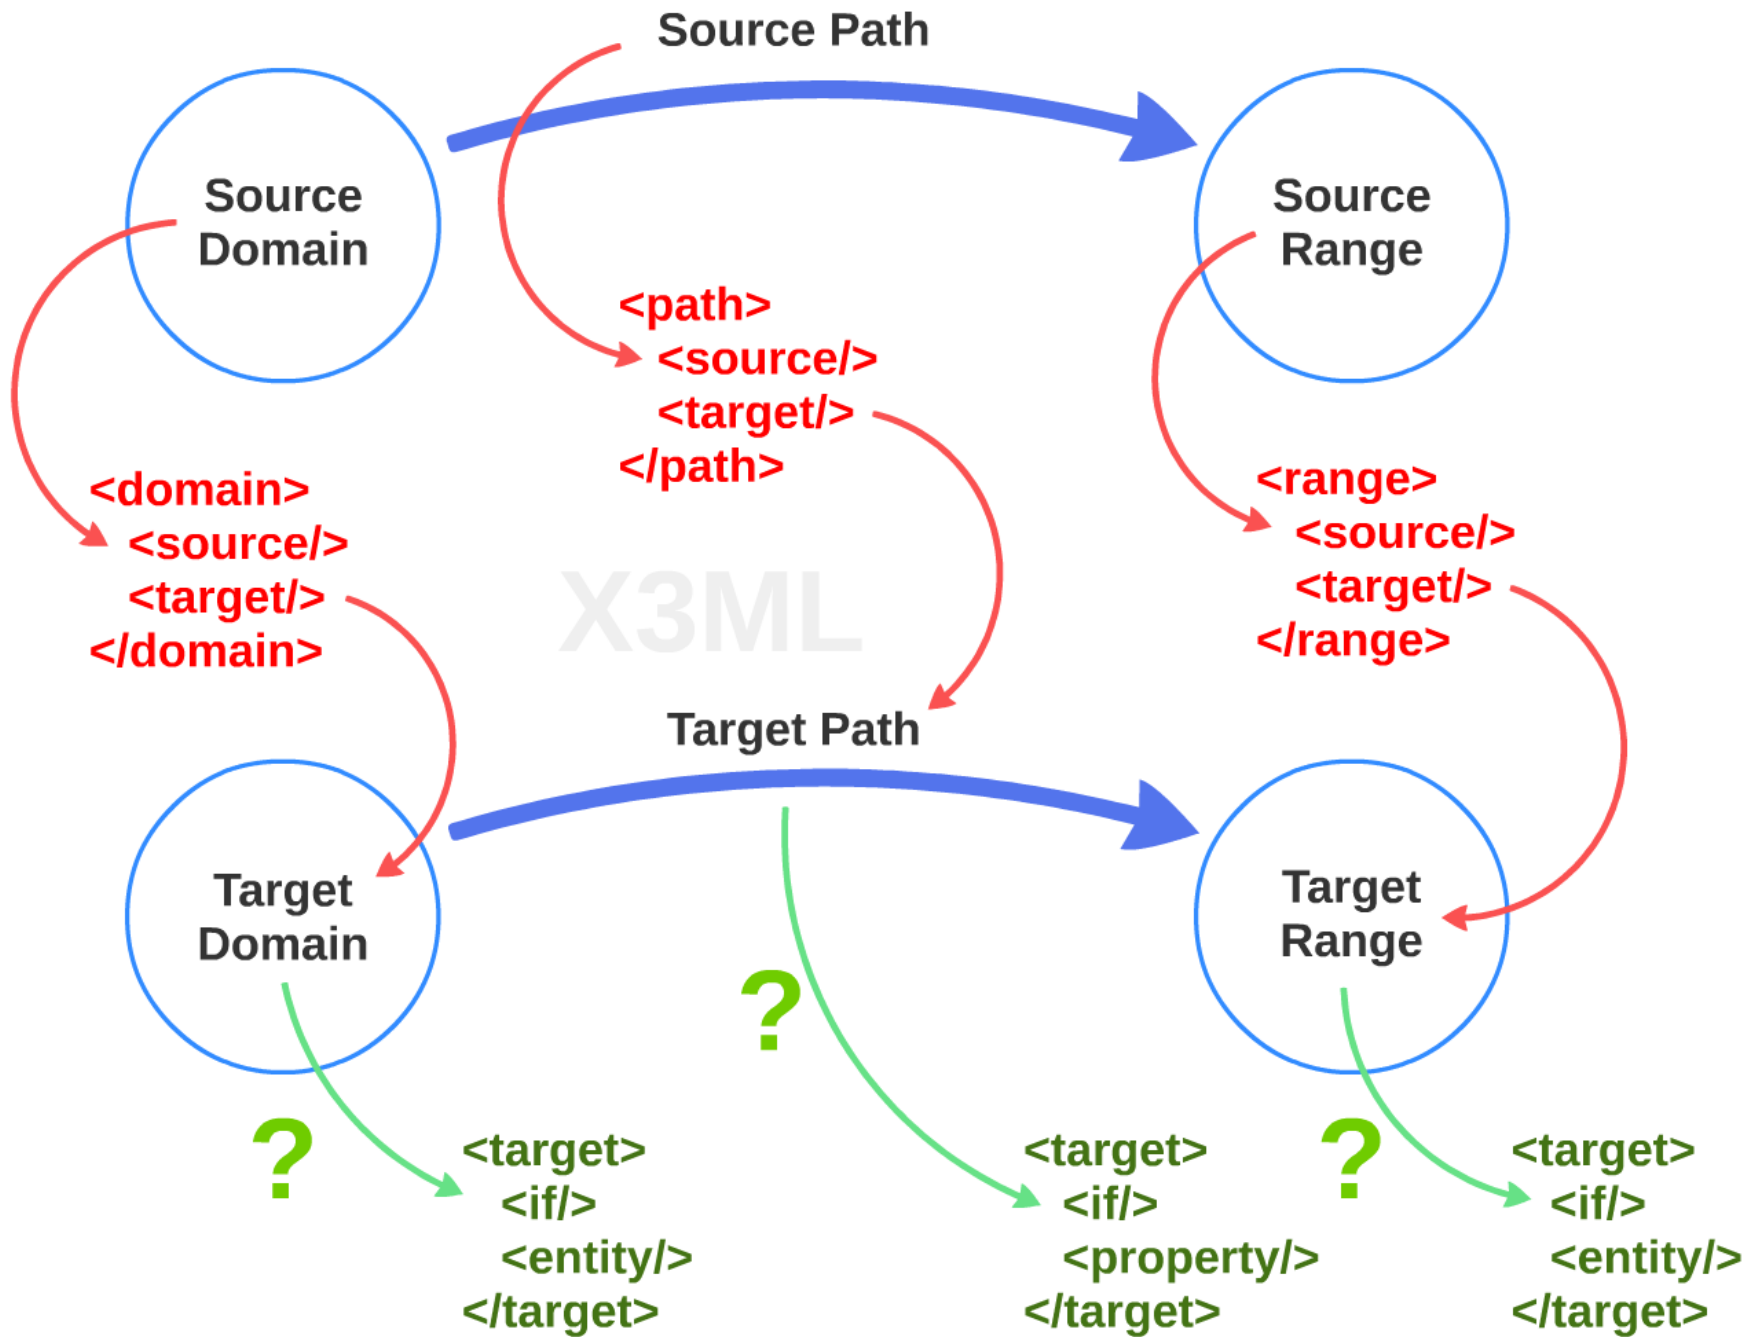 Source Path
Source
Domain
Source
Range
<path>
<source/>
<target/>
</path>
<domain>
<source/>
<target/>
</domain>
<range>
<source/>
<target/>
</range>
X3ML
Target Path
Target
Domain
Target
Range
?
?
?
<target>
<if/>
<entity/>
</target>
<target>
<if/>
<property/>
</target>
<target>
<if/>
<entity/>
</target>